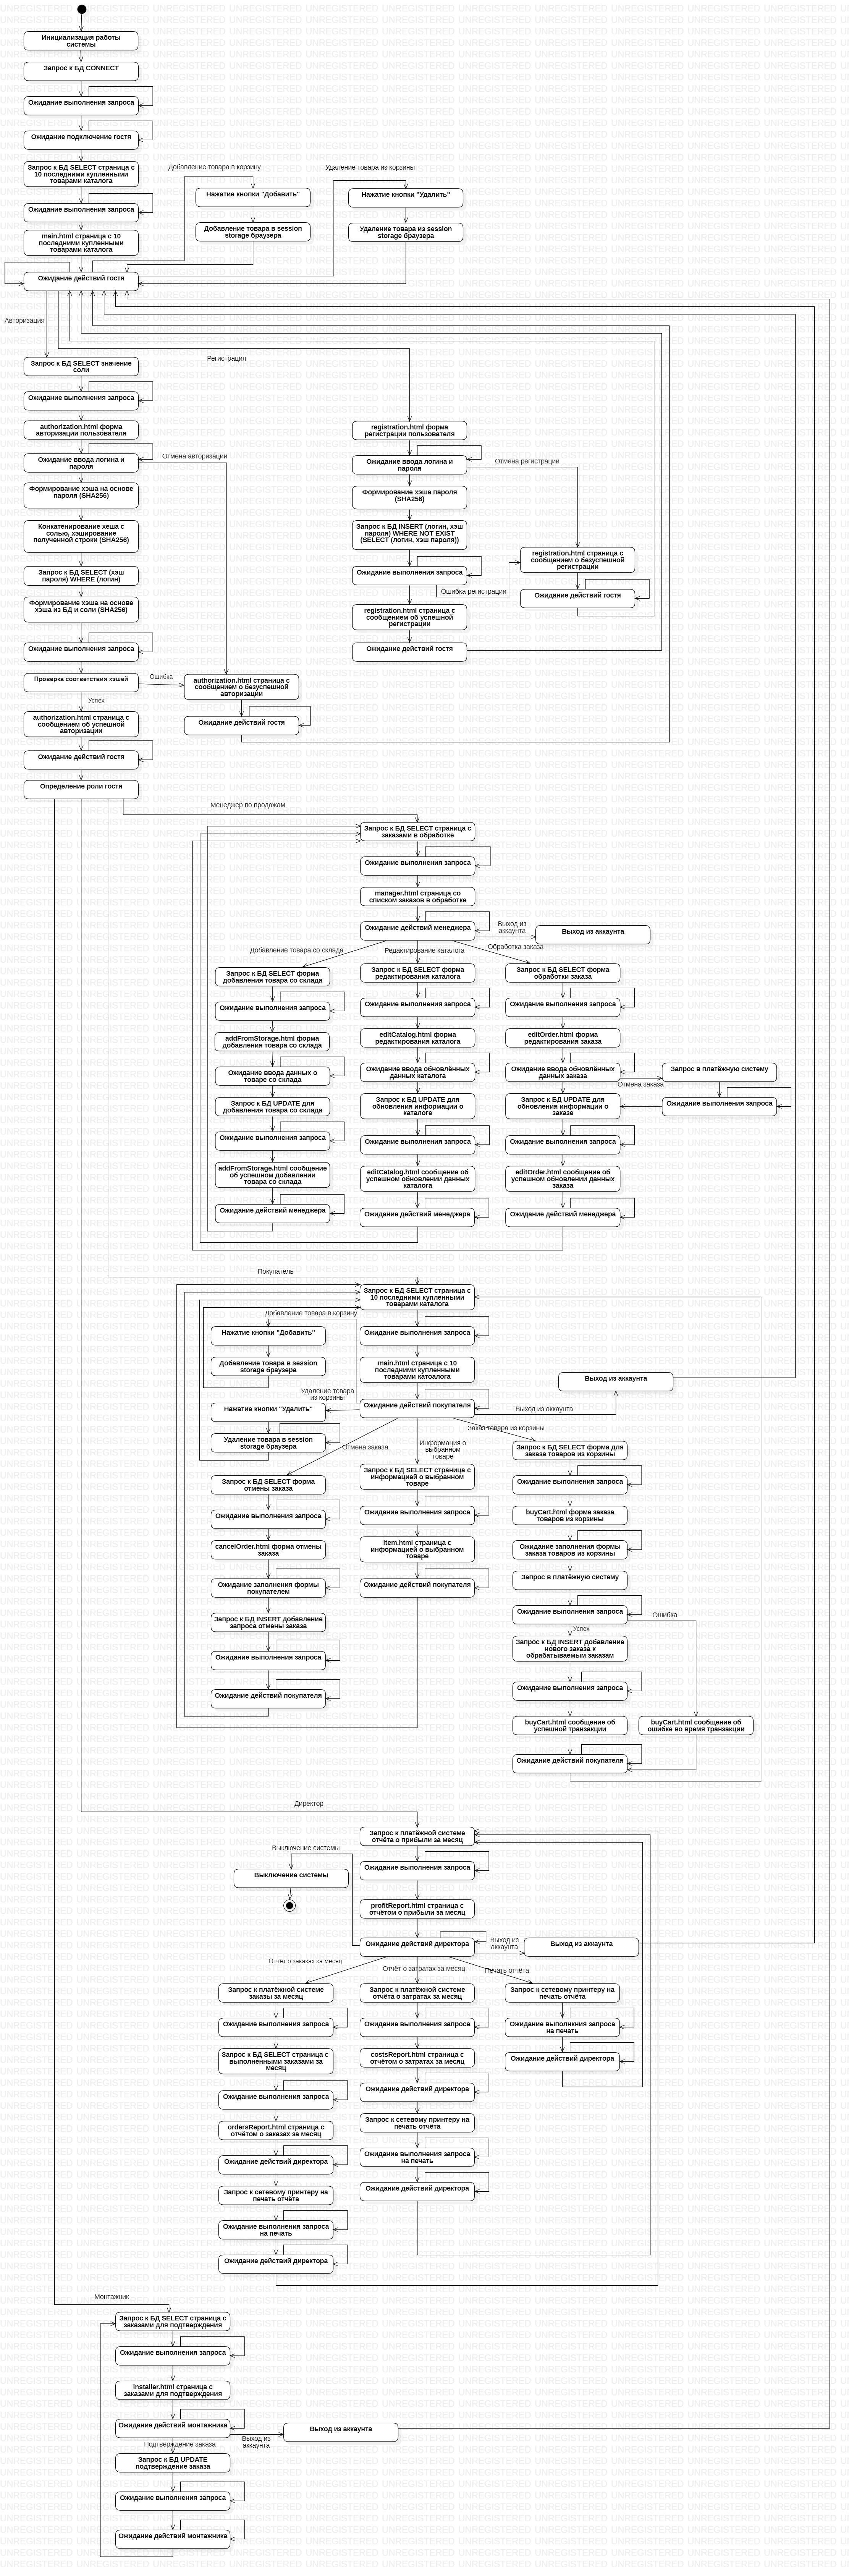 Инициализация работы
системы
Запрос к БД CONNECT
Ожидание выполнения запроса
Ожидание подключение гостя
Запрос к БД SELECT страница с
10 последними купленными
товарами каталога
Ожидание выполнения запроса
main.html страница с 10
последними купленными
товарами каталога
Ожидание действий гостя
Добавление товара в корзину
Нажатие кнопки "Добавить"
Добавление товара в session
storage браузера
Удаление товара из корзины
Нажатие кнопки "Удалить"
Удаление товара из session
storage браузера
Авторизация
Регистрация
Запрос к БД SELECT значение
соли
Ожидание выполнения запроса
authorization.html форма
авторизации пользователя
Ожидание ввода логина и
пароля
Отмена авторизации
Формирование хэша на основе
пароля (SHA256)
Конкатенирование хеша с
солью, хэширование
полученной строки (SHA256)
Запрос к БД SELECT (хэш
пароля) WHERE (логин)
Формирование хэша на основе
хэша из БД и соли (SHA256)
Ожидание выполнения запроса
Проверка соответствия хэшей
Ошибка
Успех
authorization.html страница с
сообщением о безуспешной
авторизации
Ожидание действий гостя
authorization.html страница с
сообщением об успешной
авторизации
Ожидание действий гостя
Определение роли гостя
registration.html форма
регистрации пользователя
Ожидание ввода логина и
пароля
Отмена регистрации
Формирование хэша пароля
(SHA256)
Запрос к БД INSERT (логин, хэш
пароля) WHERE NOT EXIST
(SELECT (логин, хэш пароля))
Ожидание выполнения запроса
Ошибка регистрации
registration.html страница с
сообщением о безуспешной
регистрации
Ожидание действий гостя
registration.html страница с
сообщением об успешной
регистрации
Ожидание действий гостя
Менеджер по продажам
Запрос к БД SELECT страница с
заказами в обработке
Ожидание выполнения запроса
manager.html страница со
списком заказов в обработке
Ожидание действий менеджера
Выход из
аккаунта
Выход из аккаунта
Добавление товара со склада
Редактирование каталога
Обработка заказа
Запрос к БД SELECT форма
добавления товара со склада
Ожидание выполнения запроса
addFromStorage.html форма
добавления товара со склада
Ожидание ввода данных о
товаре со склада
Запрос к БД UPDATE для
добавления товара со склада
Ожидание выполнения запроса
addFromStorage.html сообщение
об успешном добавлении
товара со склада
Ожидание действий менеджера
Запрос к БД SELECT форма
редактирования каталога
Ожидание выполнения запроса
editCatalog.html форма
редактирования каталога
Ожидание ввода обновлённых
данных каталога
Запрос к БД UPDATE для
обновления информации о
каталоге
Ожидание выполнения запроса
editCatalog.html сообщение об
успешном обновлении данных
каталога
Ожидание действий менеджера
Запрос к БД SELECT форма
обработки заказа
Ожидание выполнения запроса
editOrder.html форма
редактирования заказа
Ожидание ввода обновлённых
данных заказа
Отмена заказа
Запрос в платёжную систему
Ожидание выполнения запроса
Запрос к БД UPDATE для
обновления информации о
заказе
Ожидание выполнения запроса
editOrder.html сообщение об
успешном обновлении данных
заказа
Ожидание действий менеджера
Покупатель
Запрос к БД SELECT страница с
10 последними купленными
товарами каталога
Ожидание выполнения запроса
main.html страница с 10
последними купленными
товарами катоалога
Ожидание действий покупателя
Добавление товара в корзину
Нажатие кнопки "Добавить"
Добавление товара в session
storage браузера
Удаление товара
из корзины
Нажатие кнопки "Удалить"
Удаление товара в session
storage браузера
Выход из аккаунта
Выход из аккаунта
Отмена заказа
Информация о
выбранном
товаре
Заказ товара из корзины
Запрос к БД SELECT форма
отмены заказа
Ожидание выполнения запроса
cancelOrder.html форма отмены
заказа
Ожидание заполнения формы
покупателем
Запрос к БД INSERT добавление
запроса отмены заказа
Ожидание выполнения запроса
Ожидание действий покупателя
Запрос к БД SELECT страница с
информацией о выбранном
товаре
Ожидание выполнения запроса
item.html страница с
информацией о выбранном
товаре
Ожидание действий покупателя
Запрос к БД SELECT форма для
заказа товаров из корзины
Ожидание выполнения запроса
buyCart.html форма заказа
товаров из корзины
Ожидание заполнения формы
заказа товаров из корзины
Запрос в платёжную систему
Ожидание выполнения запроса
Ошибка
Успех
Запрос к БД INSERT добавление
нового заказа к
обрабатываемым заказам
Ожидание выполнения запроса
buyCart.html сообщение об
успешной транзакции
buyCart.html сообщение об
ошибке во время транзакции
Ожидание действий покупателя
Директор
Запрос к платёжной системе
отчёта о прибыли за месяц
Ожидание выполнения запроса
profitReport.html страница с
отчётом о прибыли за месяц
Ожидание действий директора
Выключение системы
Выключение системы
Выход из
аккаунта
Выход из аккаунта
Отчёт о заказах за месяц
Отчёт о затратах за месяц
Печать отчёта
Запрос к платёжной системе
заказы за месяц
Ожидание выполнения запроса
Запрос к БД SELECT страница с
выполненными заказами за
месяц
Ожидание выполнения запроса
ordersReport.html страница с
отчётом о заказах за месяц
Ожидание действий директора
Запрос к сетевому принтеру на
печать отчёта
Ожидание выполнения запроса
на печать
Ожидание действий директора
Запрос к платёжной системе
отчёта о затратах за месяц
Ожидание выполнения запроса
costsReport.html страница с
отчётом о затратах за месяц
Ожидание действий директора
Запрос к сетевому принтеру на
печать отчёта
Ожидание выполнения запроса
на печать
Ожидание действий директора
Запрос к сетевому принтеру на
печать отчёта
Ожидание выполнкния запроса
на печать
Ожидание действий директора
Монтажник
Запрос к БД SELECT страница с
заказами для подтверждения
Ожидание выполнения запроса
installer.html страница с
заказами для подтверждения
Ожидание действий монтажника
Выход из
аккаунта
Выход из аккаунта
Подтверждение заказа
Запрос к БД UPDATE
подтверждение заказа
Ожидание выполнения запроса
Ожидание действий монтажника